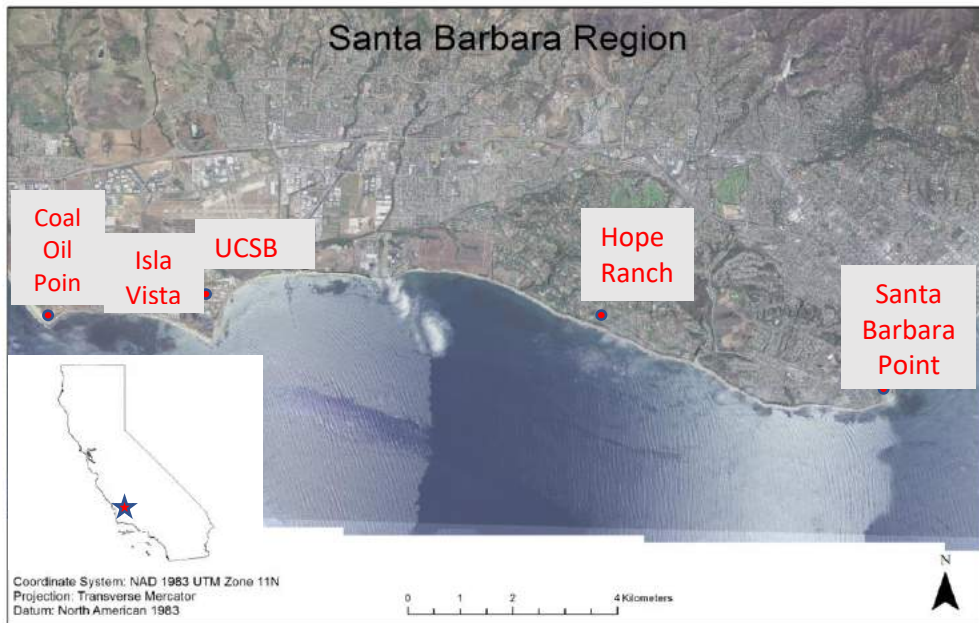 Santa Barbara Region
Coal
Oil
Poin
Isla
Vista
UCSB
Hope
Ranch
Santa
Barbara
Point
Coordinate System: NAD 1983 UTM Zone 11N
Projection: Transverse Mercator
Datum: North American 1983
0 1 2 4 Kilometers
N